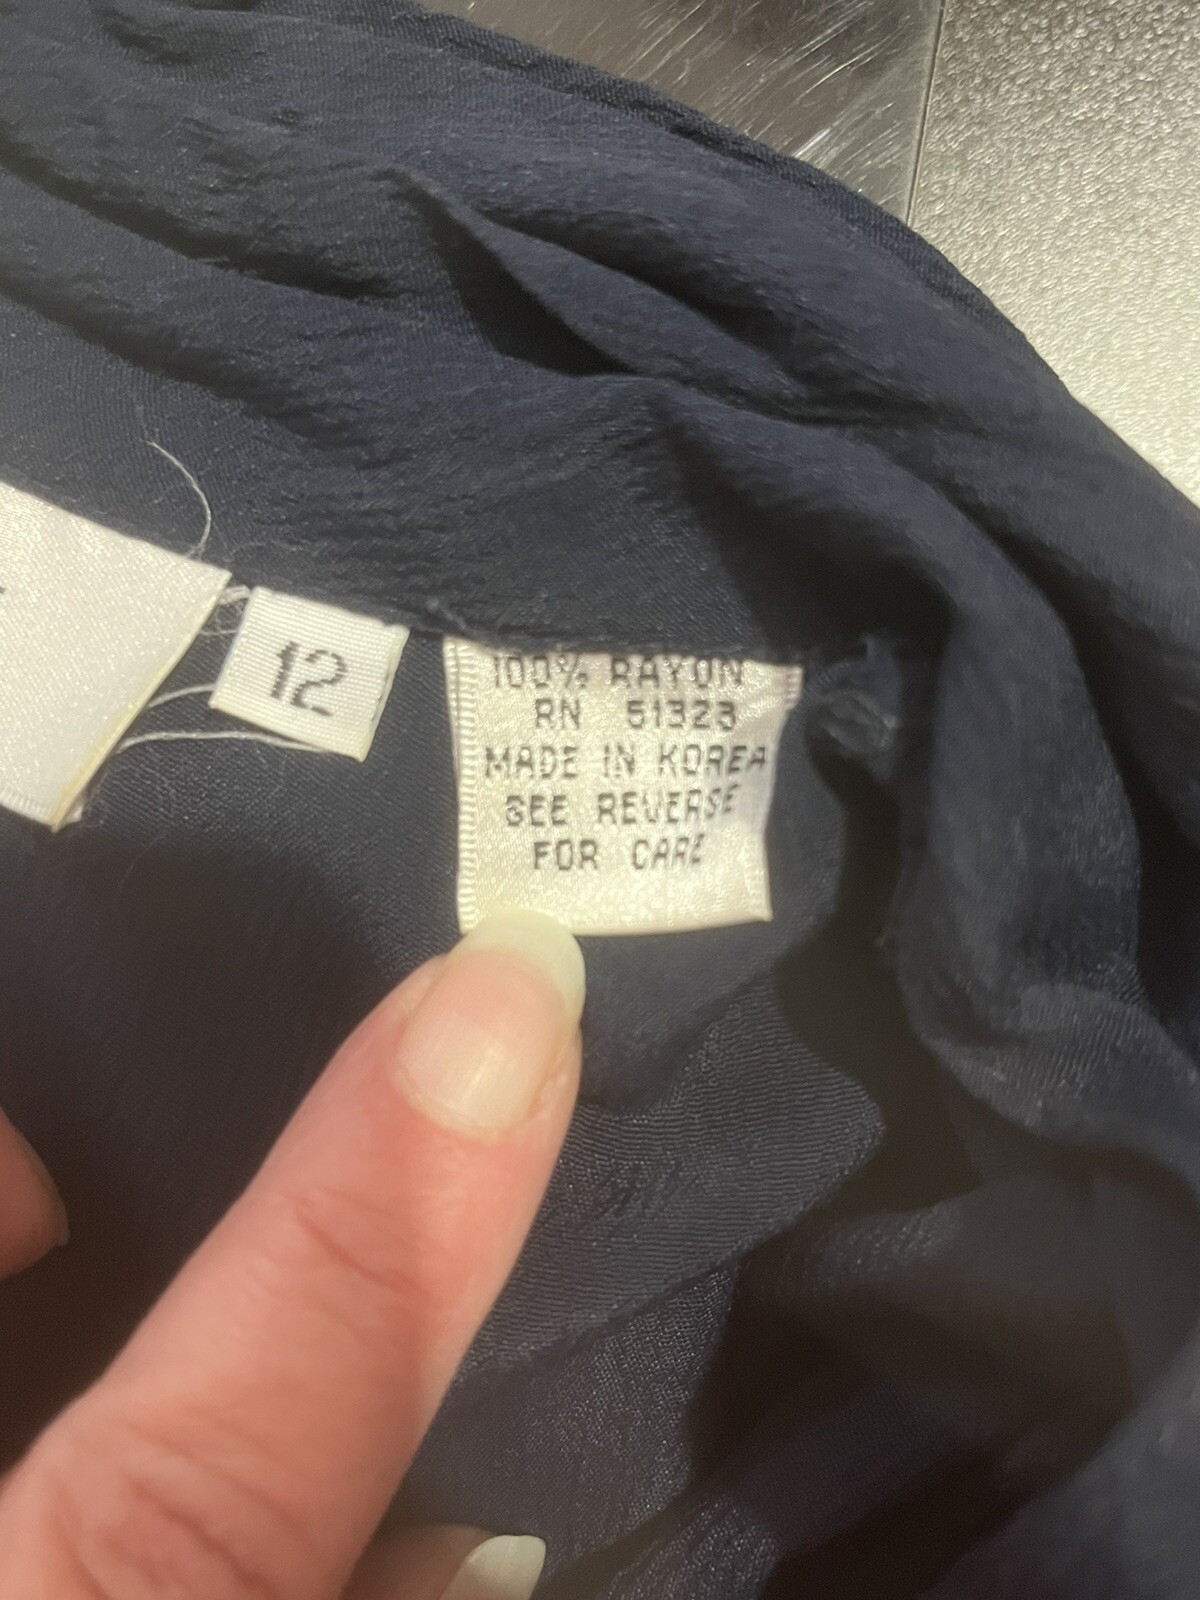 12
100% RAYON
RN 51323
MADE IN KOREA
SEE REVERSE
FOR CARE